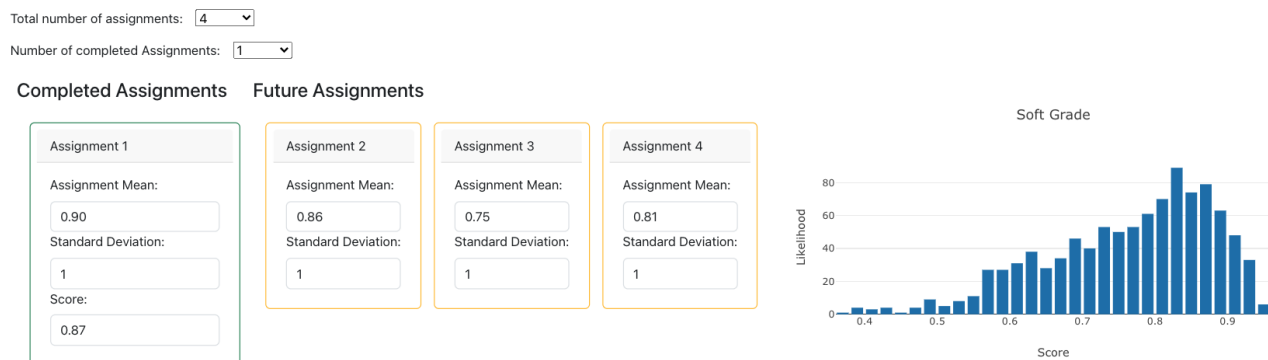 Total number of assignments: 4
Number of completed Assignments: 1
Completed Assignments
Future Assignments
Assignment 1
Assignment Mean:
0.90
Standard Deviation:
1
Score:
0.87
Assignment 2
Assignment Mean:
0.86
Standard Deviation:
1
Assignment 3
Assignment Mean:
0.75
Standard Deviation:
1
Assignment 4
Assignment Mean:
0.81
Standard Deviation:
1
Soft Grade
Likelihood
80
60
40
20
0
0.4 0.5 0.6 0.7 0.8 0.9
Score